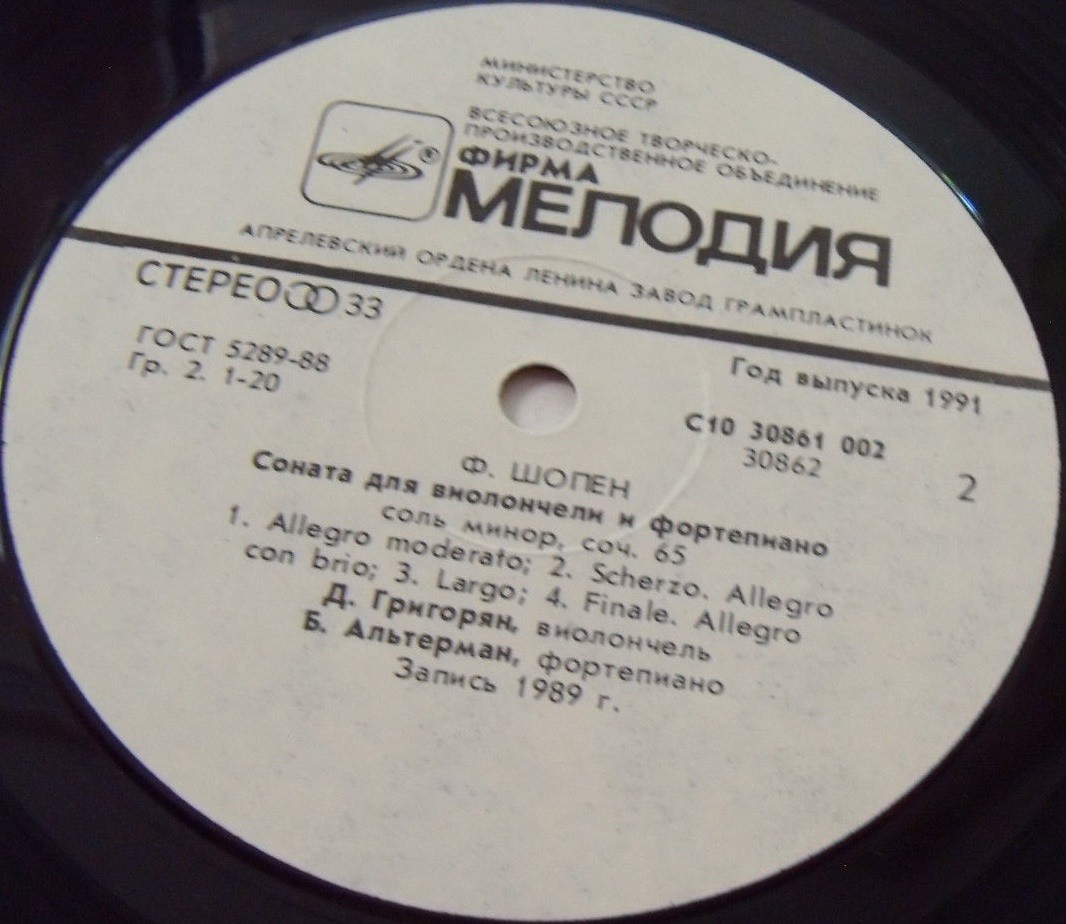 МИНИСТЕРСТВО
КУЛЬТУРЫ СССР
ВСЕСОЮЗНОЕ ТВОРЧЕСКО-
ПРОИЗВОДСТВЕННОЕ ОБЪЕДИНЕНИЕ
ФИРМА
МЕЛОДИЯ
®
АПРЕЛЕВСКИЙ ОРДЕНА ЛЕНИНА ЗАВОД ГРАМПЛАСТИНОК
СТЕРЕО 33
ГОСТ 5289-88
Гр. 2. 1-20
Год выпуска 1991
С10 30861 002
30862
2
Ф. ШОПЕН
Соната для виолончели и фортепиано
соль минор, соч. 65
1. Allegro moderato; 2. Scherzo. Allegro
con brio; 3. Largo; 4. Finale. Allegro
Д. Григорян, виолончель
Б. Альтерман, фортепиано
Запись 1989 г.